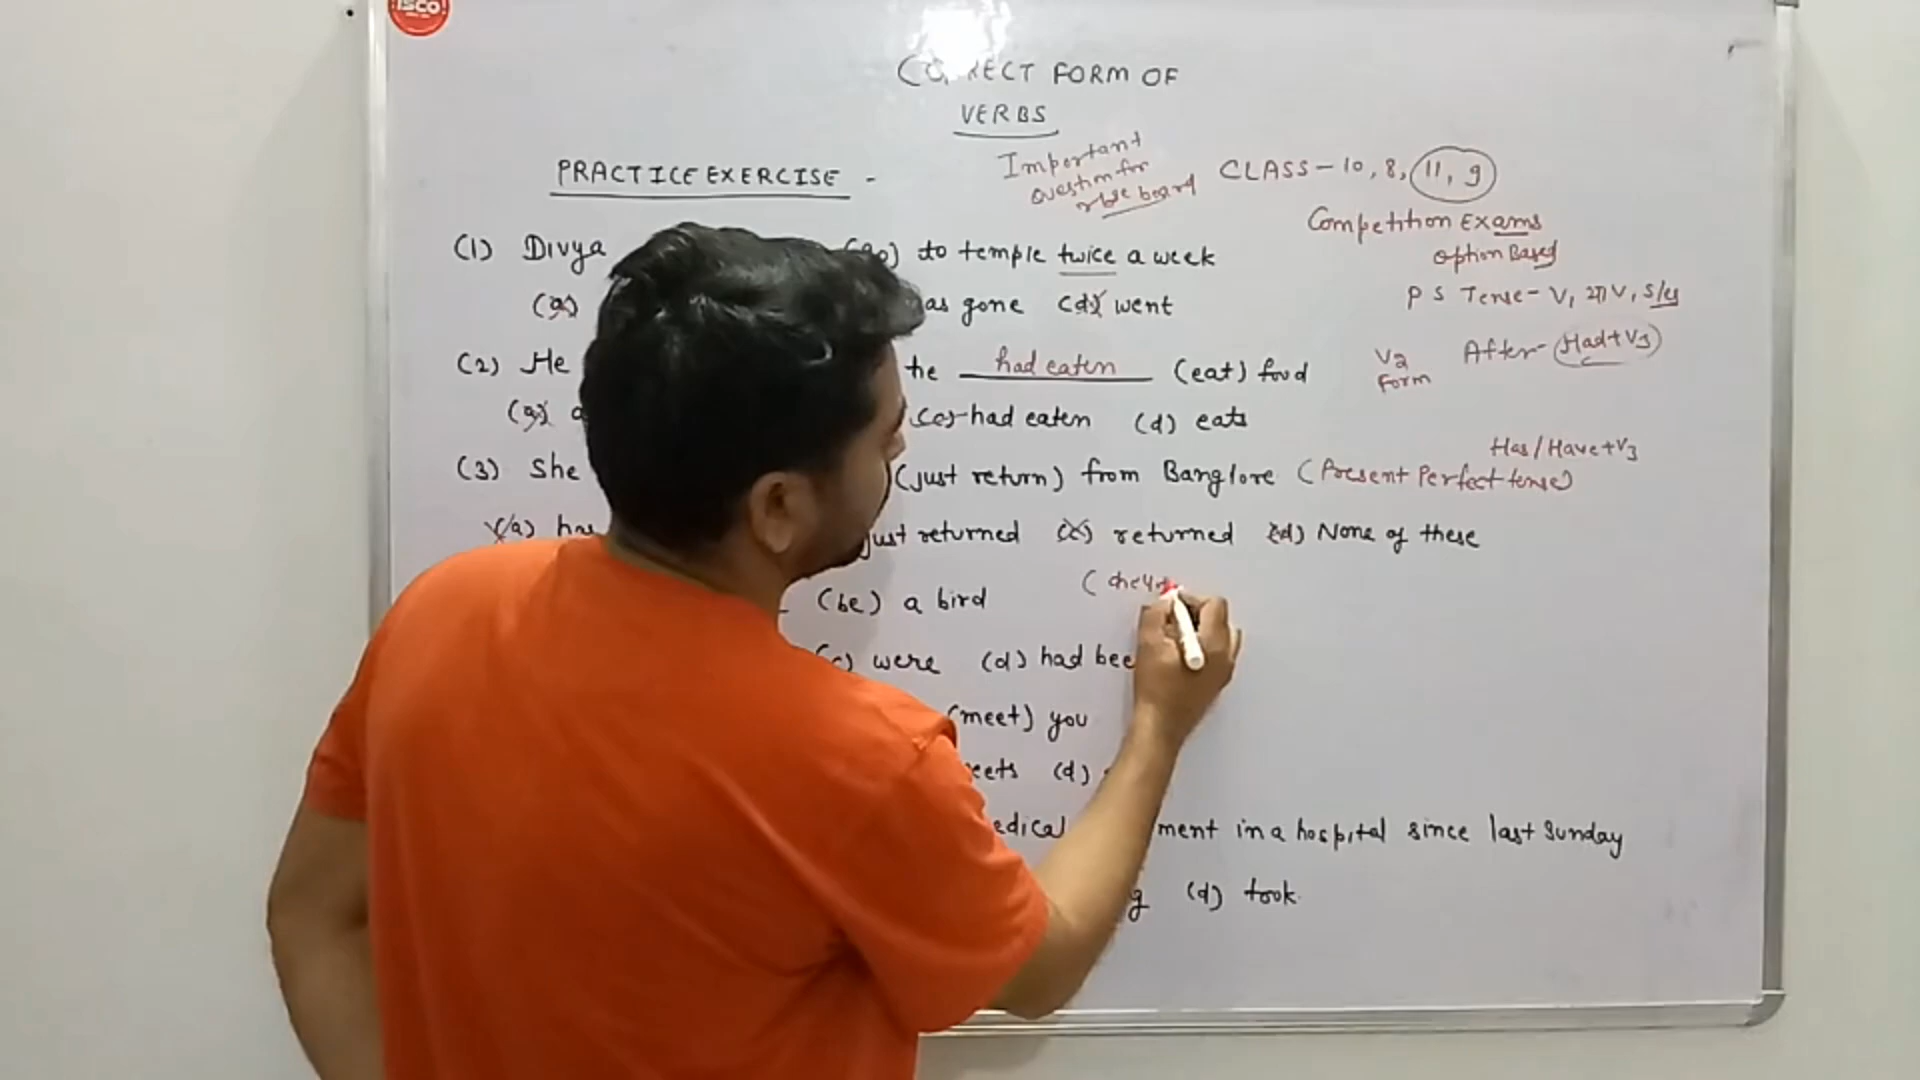 ISCO!
CORRECT FORM OF
VERBS
PRACTICE EXERCISE -
Important
question for
rbse board
CLASS - 10, 8, 11, 9
Competition Exams
option Based
(1) Divya (go) to temple twice a week
P S Tense - V1 या V1 s/es
(a) as gone (d) went
After - Had+V3
(2) He he had eaten (eat) food
V2
Form
(a) (c) had eaten (d) eats
Has/Have+V3
(3) She (just return) from Banglore (Present Perfect tense)
(a) ha just returned (c) returned (d) None of these
(be) a bird
(c) were (d) had bee
(meet) you
eets (d)
edical ment in a hospital since last Sunday
g (d) took.